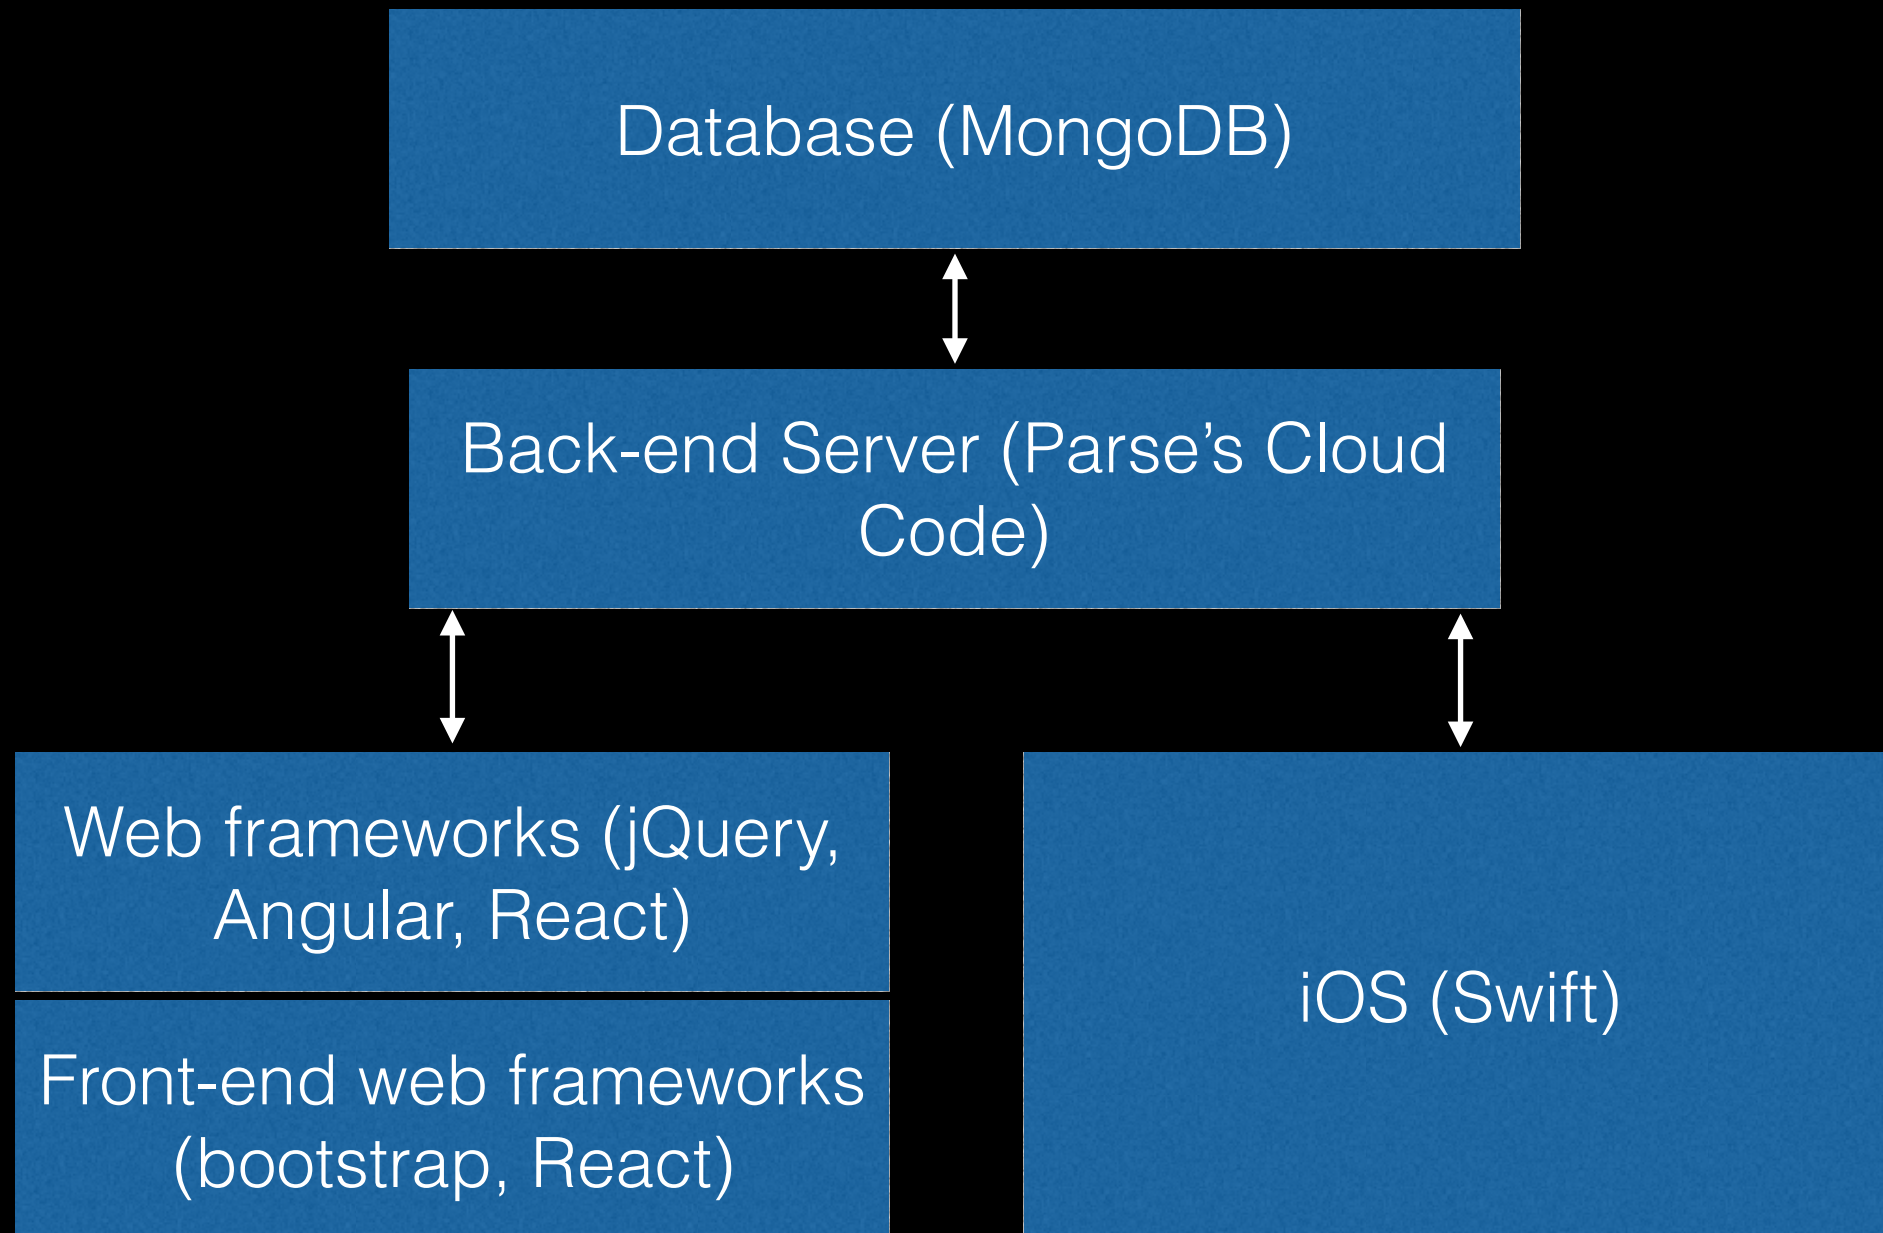 Database (MongoDB)
Back-end Server (Parse’s Cloud
Code)
Web frameworks (jQuery,
Angular, React)
Front-end web frameworks
(bootstrap, React)
iOS (Swift)